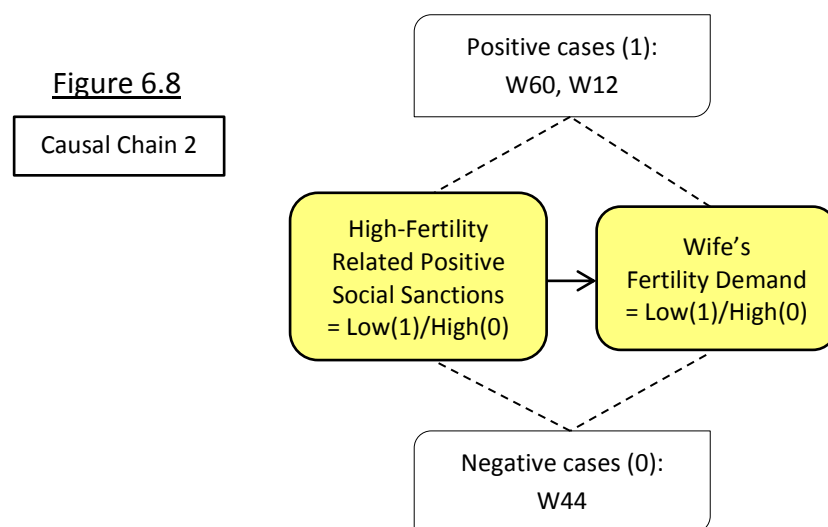 Positive cases (1):
W60, W12
Figure 6.8
Causal Chain 2
High-Fertility
Related Positive
Social Sanctions
= Low(1)/High(0)
Wife’s
Fertility Demand
= Low(1)/High(0)
Negative cases (0):
W44